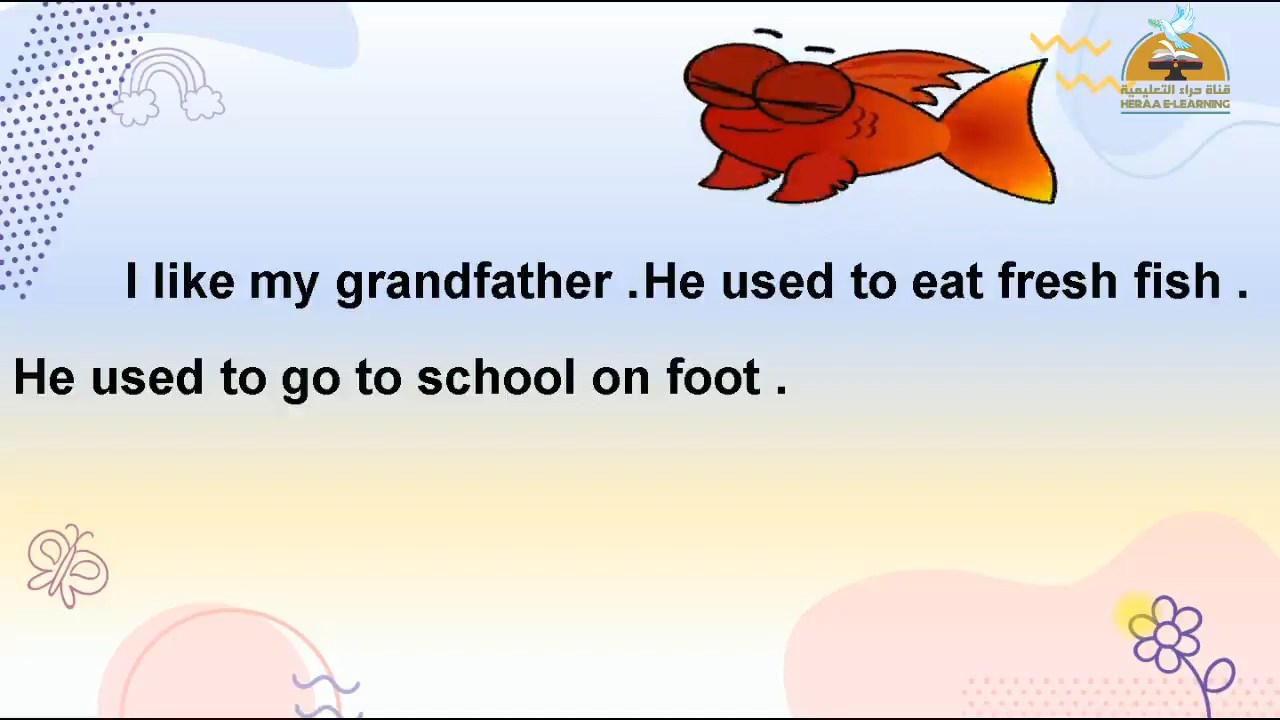 قناة حراء التعليمية
HERAA E-LEARNING
I like my grandfather .He used to eat fresh fish .
He used to go to school on foot .